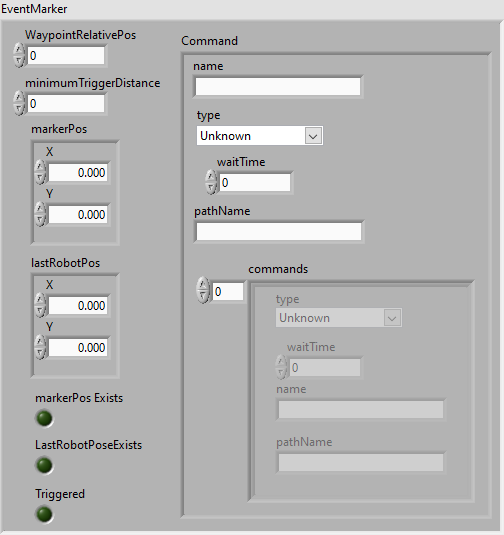 EventMarker
WaypointRelativePos
0
minimumTriggerDistance
0
markerPos
X
0.000
Y
0.000
lastRobotPos
X
0.000
Y
0.000
markerPos Exists
LastRobotPoseExists
Triggered
Command
name
type
Unknown
waitTime
0
pathName
commands
0
type
Unknown
waitTime
0
name
pathName